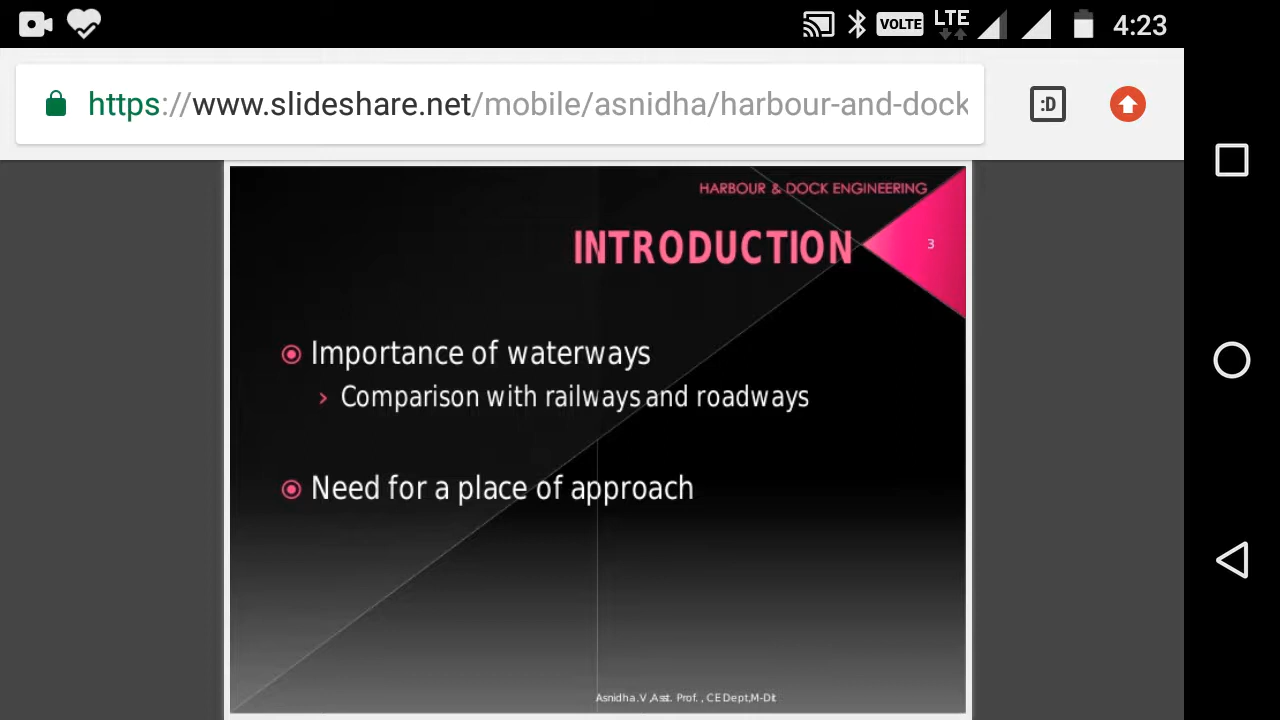 VOLTE LTE 4:23
https://www.slideshare.net/mobile/asnidha/harbour-and-dock :D
HARBOUR & DOCK ENGINEERING
INTRODUCTION 3
Importance of waterways
Comparison with railways and roadways
Need for a place of approach
Asnidha.V ,Asst. Prof. , CE Dept,M-Dit